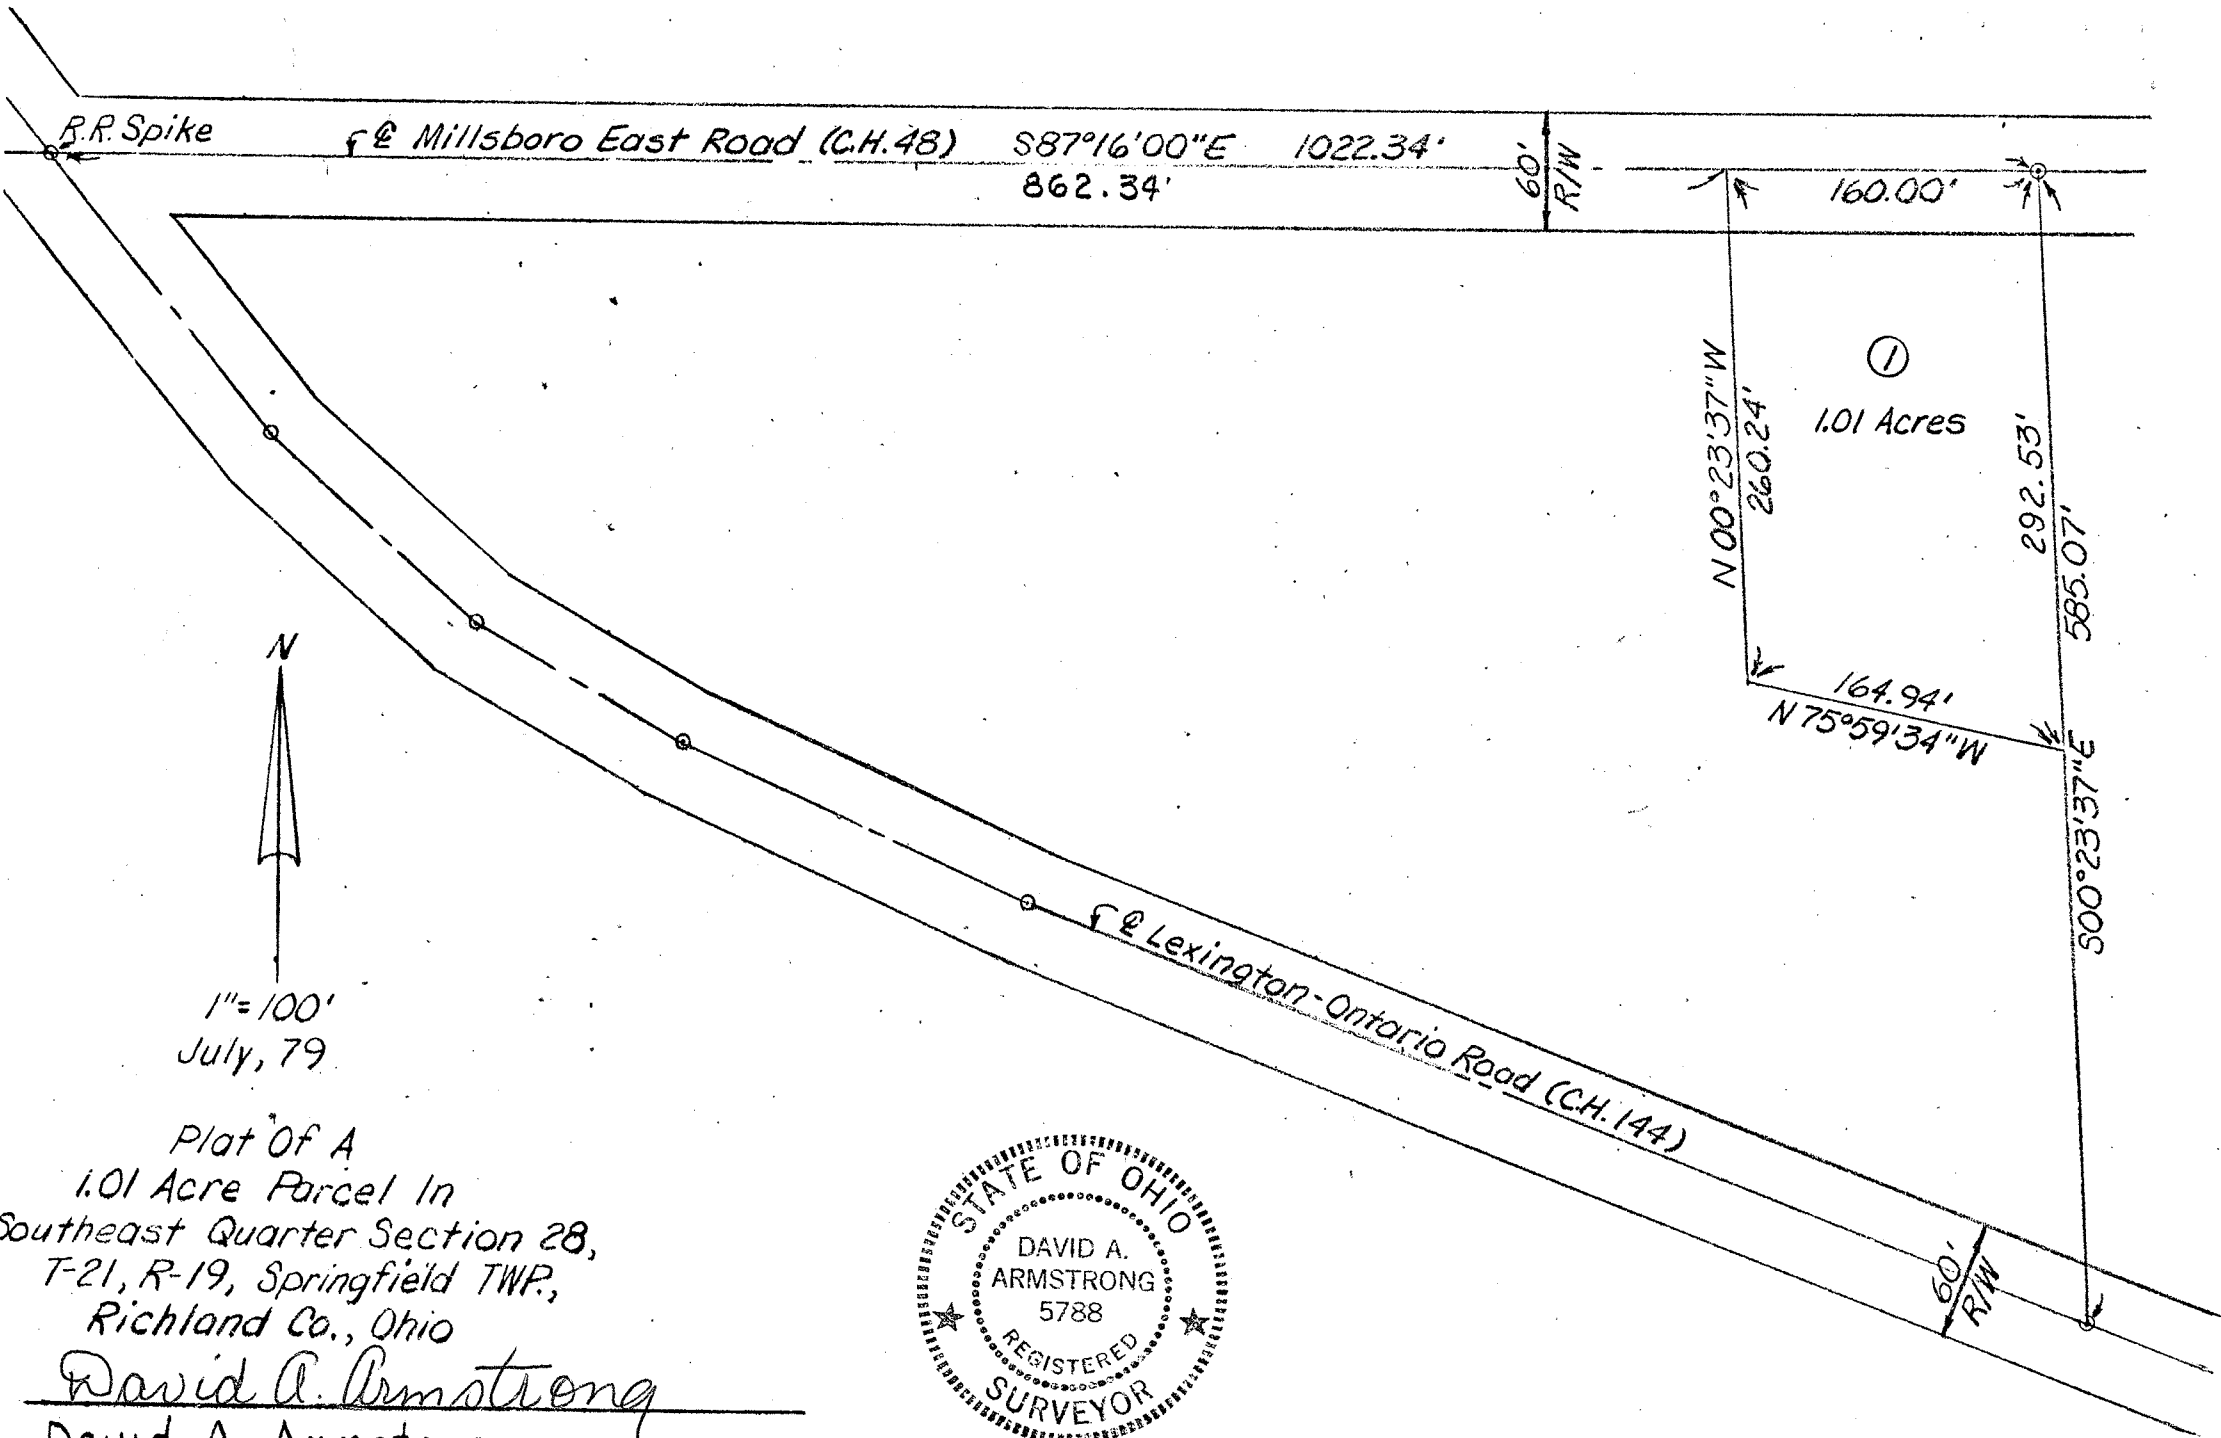 R.R. Spike
℄ Millsboro East Road (C.H. 48) S87°16'00"E 1022.34'
862.34'
60'
R/W
160.00'
N00°23'37"W
260.24'
1
1.01 Acres
292.53'
585.07'
S00°23'37"E
164.94'
N75°59'34"W
N
1"=100'
July, 79
℄ Lexington-Ontario Road (C.H. 144)
60'
R/W
Plat Of A
1.01 Acre Parcel In
Southeast Quarter Section 28,
T-21, R-19, Springfield TWP.,
Richland Co., Ohio
David A. Armstrong
STATE OF OHIO
DAVID A.
ARMSTRONG
5788
REGISTERED
SURVEYOR